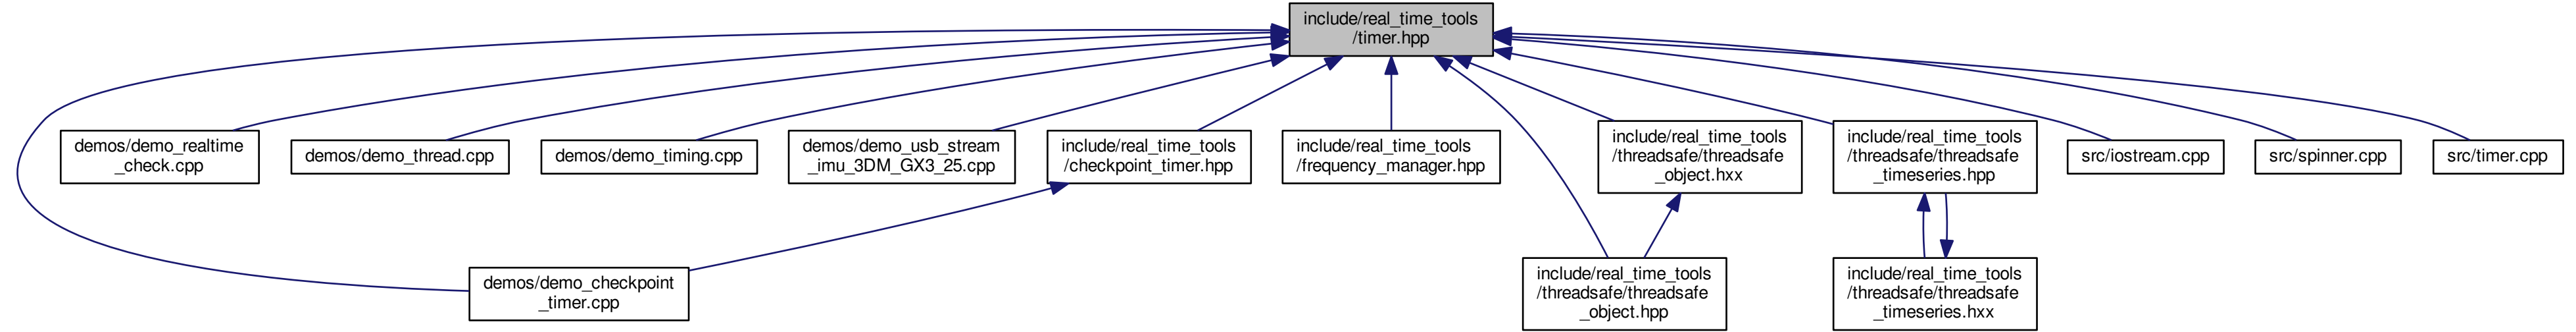 include/real_time_tools
/timer.hpp
demos/demo_realtime
_check.cpp
demos/demo_thread.cpp
demos/demo_timing.cpp
demos/demo_usb_stream
_imu_3DM_GX3_25.cpp
include/real_time_tools
/checkpoint_timer.hpp
include/real_time_tools
/frequency_manager.hpp
include/real_time_tools
/threadsafe/threadsafe
_object.hxx
include/real_time_tools
/threadsafe/threadsafe
_timeseries.hpp
src/iostream.cpp
src/spinner.cpp
src/timer.cpp
demos/demo_checkpoint
_timer.cpp
include/real_time_tools
/threadsafe/threadsafe
_object.hpp
include/real_time_tools
/threadsafe/threadsafe
_timeseries.hxx